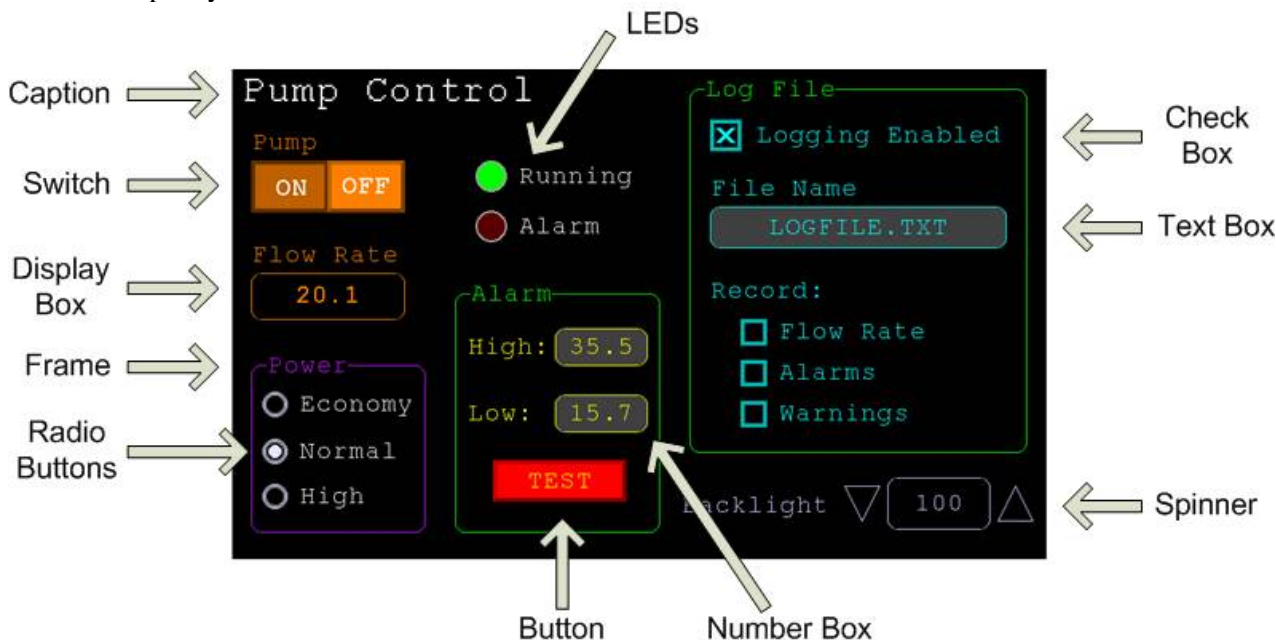 LEDs
Caption
Pump Control
Log File
Check
Box
Logging Enabled
Pump
Switch
ON OFF
Running
File Name
Alarm
LOGFILE.TXT
Text Box
Display
Box
Flow Rate
20.1
Alarm
Record:
Flow Rate
High: 35.5
Frame
Power
Alarms
Economy
Low: 15.7
Warnings
Radio
Buttons
Normal
TEST
High
Backlight
100
Spinner
Button
Number Box